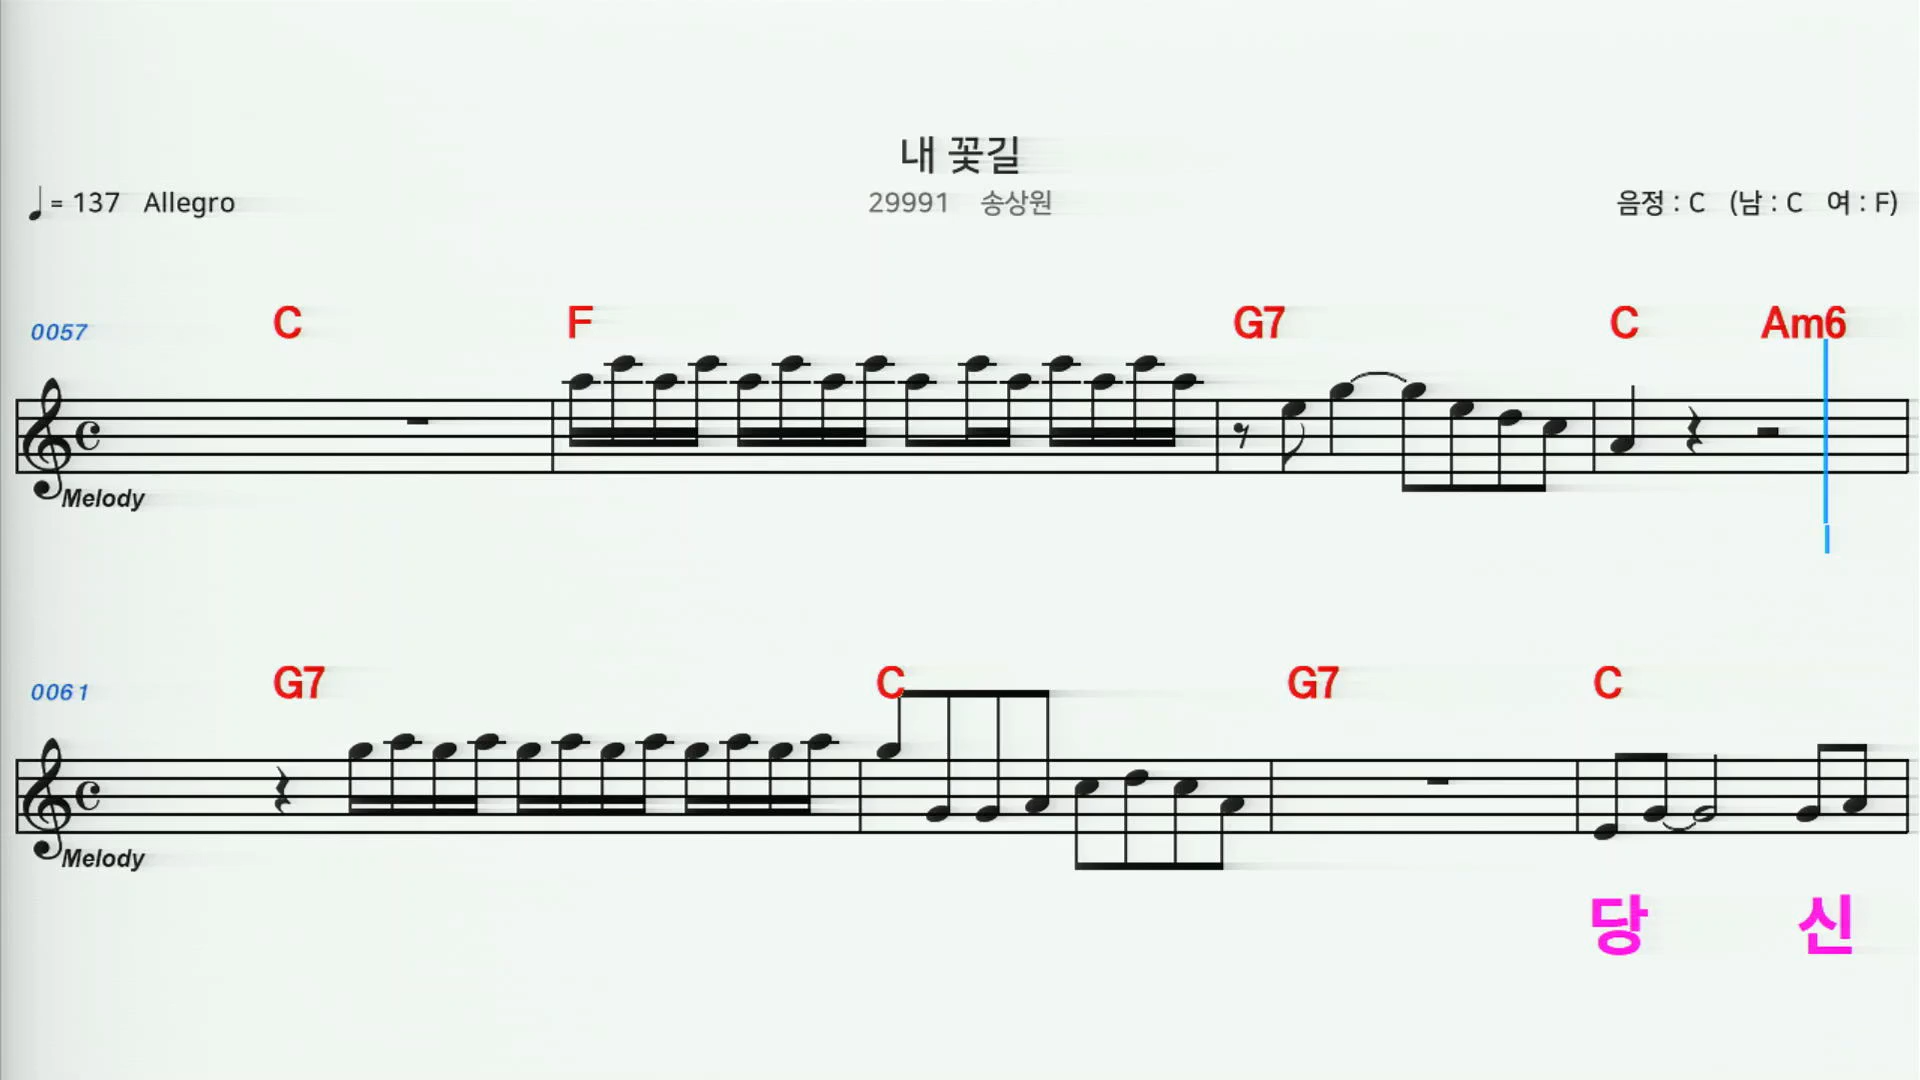 내 꽃길
♩= 137 Allegro
29991 송상원
음정 : C (남 : C 여 : F)
0057 C F G7 C Am6
Melody
0061 G7 C G7 C
Melody
당 신